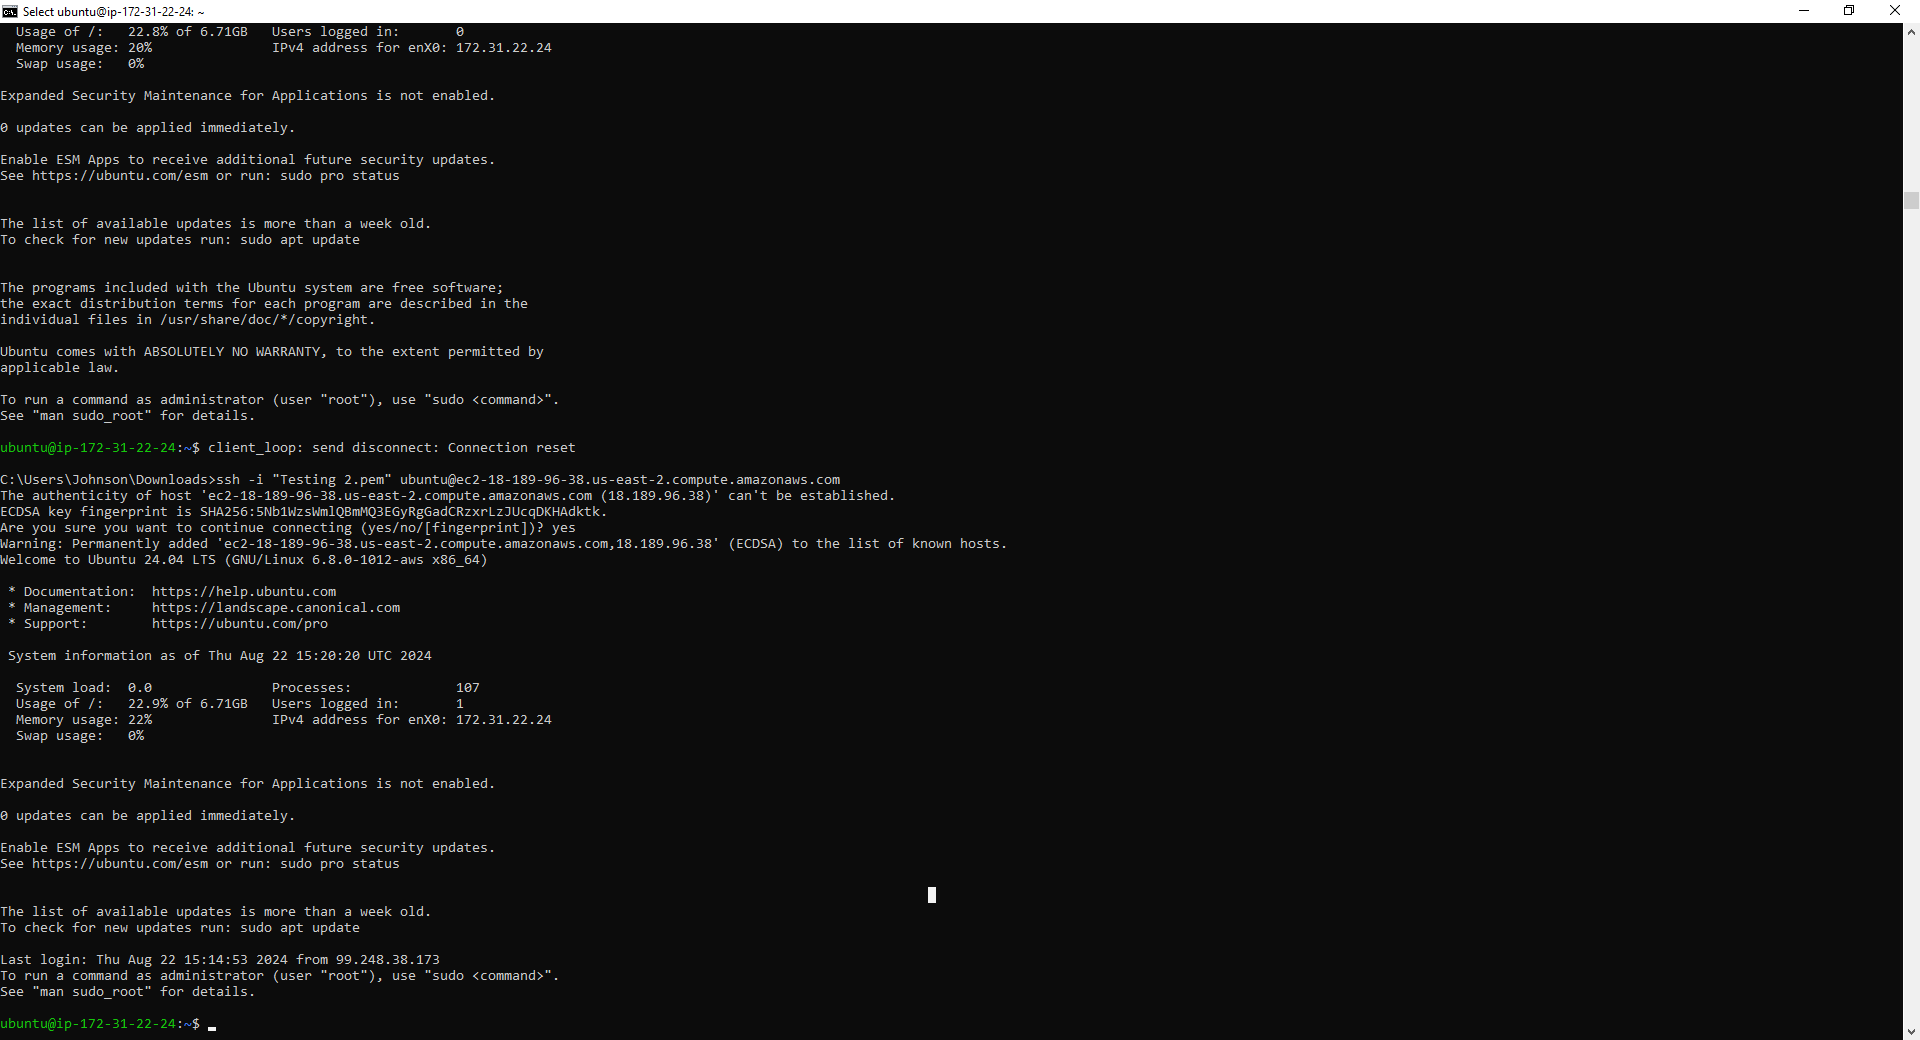 Select ubuntu@ip-172-31-22-24: ~
Usage of /:   22.8% of 6.71GB   Users logged in:       0
Memory usage: 20%               IPv4 address for enX0: 172.31.22.24
Swap usage:   0%
Expanded Security Maintenance for Applications is not enabled.
0 updates can be applied immediately.
Enable ESM Apps to receive additional future security updates.
See https://ubuntu.com/esm or run: sudo pro status
The list of available updates is more than a week old.
To check for new updates run: sudo apt update
The programs included with the Ubuntu system are free software;
the exact distribution terms for each program are described in the
individual files in /usr/share/doc/*/copyright.
Ubuntu comes with ABSOLUTELY NO WARRANTY, to the extent permitted by
applicable law.
To run a command as administrator (user "root"), use "sudo <command>".
See "man sudo_root" for details.
ubuntu@ip-172-31-22-24:~$ client_loop: send disconnect: Connection reset
C:\Users\Johnson\Downloads>ssh -i "Testing 2.pem" ubuntu@ec2-18-189-96-38.us-east-2.compute.amazonaws.com
The authenticity of host 'ec2-18-189-96-38.us-east-2.compute.amazonaws.com (18.189.96.38)' can't be established.
ECDSA key fingerprint is SHA256:5Nb1WzsWmlQBmMQ3EGyRgGadCRzxrLzJUcqDKHAdktk.
Are you sure you want to continue connecting (yes/no/[fingerprint])? yes
Warning: Permanently added 'ec2-18-189-96-38.us-east-2.compute.amazonaws.com,18.189.96.38' (ECDSA) to the list of known hosts.
Welcome to Ubuntu 24.04 LTS (GNU/Linux 6.8.0-1012-aws x86_64)
* Documentation:  https://help.ubuntu.com
* Management:     https://landscape.canonical.com
* Support:        https://ubuntu.com/pro
System information as of Thu Aug 22 15:20:20 UTC 2024
System load:  0.0               Processes:             107
Usage of /:   22.9% of 6.71GB   Users logged in:       1
Memory usage: 22%               IPv4 address for enX0: 172.31.22.24
Swap usage:   0%
Expanded Security Maintenance for Applications is not enabled.
0 updates can be applied immediately.
Enable ESM Apps to receive additional future security updates.
See https://ubuntu.com/esm or run: sudo pro status
The list of available updates is more than a week old.
To check for new updates run: sudo apt update
Last login: Thu Aug 22 15:14:53 2024 from 99.248.38.173
To run a command as administrator (user "root"), use "sudo <command>".
See "man sudo_root" for details.
ubuntu@ip-172-31-22-24:~$